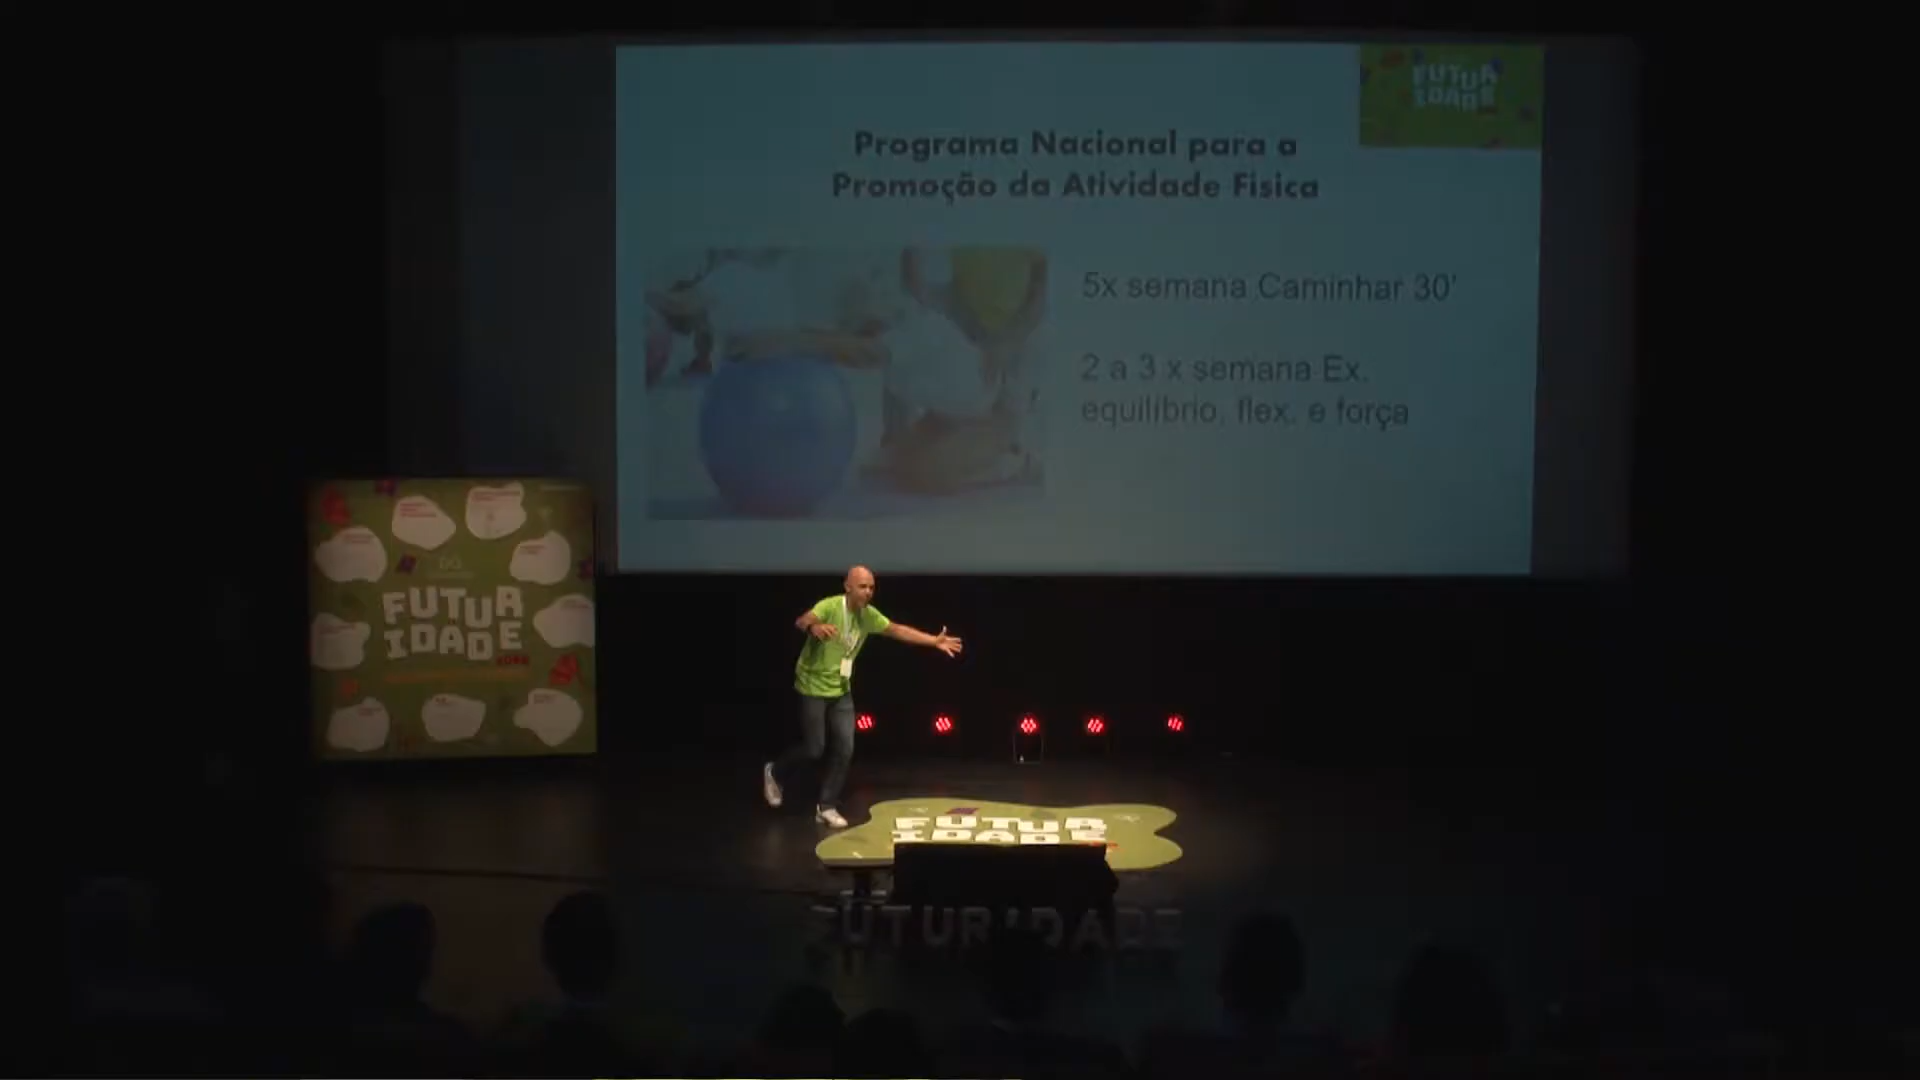 FUTUR
IDADE
Programa Nacional para a
Promoção da Atividade Física
5x semana Caminhar 30'
2 a 3 x semana Ex.
equilíbrio, flex. e força
FUTUR
IDADE
FUTUR
IDADE
FUTURIDADE